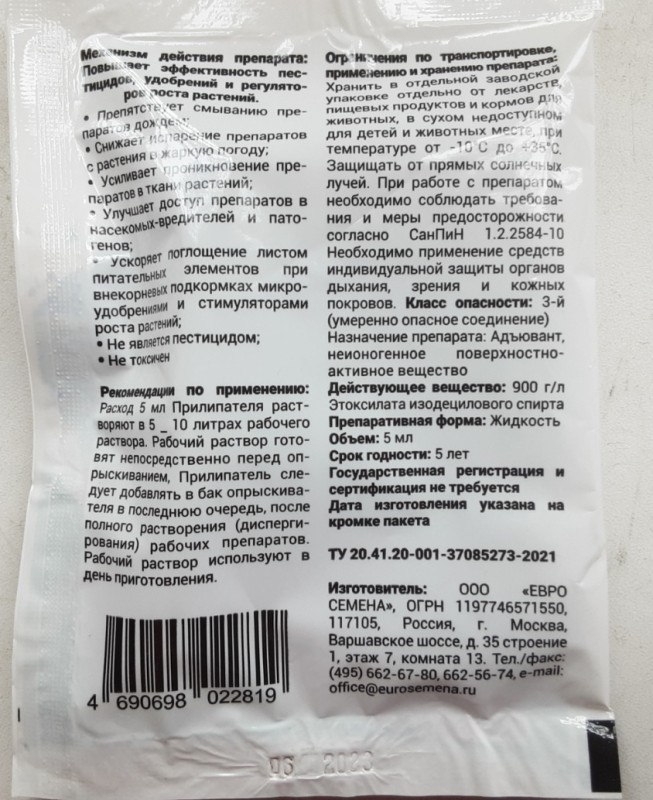 Механизм действия препарата:
Повышает эффективность пес-
тицидов, удобрений и регулято-
ров роста растений.
• Препятствует смыванию пре-
паратов дождем;
• Снижает испарение препаратов
с растения в жаркую погоду;
• Усиливает проникновение пре-
паратов в ткани растений;
• Улучшает доступ препаратов в
насекомых-вредителей и пато-
генов;
• Ускоряет поглощение листом
питательных элементов при
внекорневых подкормках микро-
удобрениями и стимуляторами
роста растений;
• Не является пестицидом;
• Не токсичен
Рекомендации по применению:
Расход 5 мл Прилипателя раст-
воряют в 5 _ 10 литрах рабочего
раствора. Рабочий раствор гото-
вят непосредственно перед оп-
рыскиванием, Прилипатель сле-
дует добавлять в бак опрыскива-
теля в последнюю очередь, после
полного растворения (дисперги-
рования) рабочих препаратов.
Рабочий раствор используют в
день приготовления.
4 690698 022819
Ограничения по транспортировке,
применению и хранению препарата:
Хранить в отдельной заводской
упаковке отдельно от лекарств,
пищевых продуктов и кормов для
животных, в сухом недоступном
для детей и животных месте, при
температуре от -10°С до +35°С.
Защищать от прямых солнечных
лучей. При работе с препаратом
необходимо соблюдать требова-
ния и меры предосторожности
согласно СанПиН 1.2.2584-10
Необходимо применение средств
индивидуальной защиты органов
дыхания, зрения и кожных
покровов. Класс опасности: 3-й
(умеренно опасное соединение)
Назначение препарата: Адъювант,
неионогенное поверхностно-
активное вещество
Действующее вещество: 900 г/л
Этоксилата изодецилового спирта
Препаративная форма: Жидкость
Объем: 5 мл
Срок годности: 5 лет
Государственная регистрация и
сертификация не требуется
Дата изготовления указана на
кромке пакета
ТУ 20.41.20-001-37085273-2021
Изготовитель: ООО «ЕВРО
СЕМЕНА», ОГРН 1197746571550,
117105, Россия, г. Москва,
Варшавское шоссе, д. 35 строение
1, этаж 7, комната 13. Тел./факс:
(495) 662-67-80, 662-56-74, e-mail:
office@eurosemena.ru